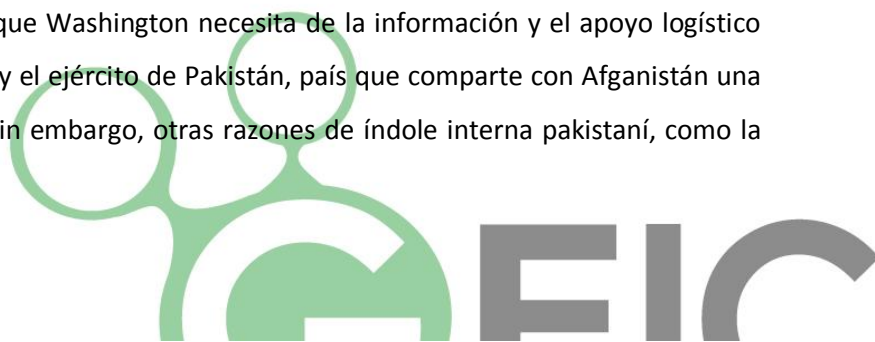 que Washington necesita de la información y el apoyo logístico
y el ejército de Pakistán, país que comparte con Afganistán una
in embargo, otras razones de índole interna pakistaní, como la
GEIC